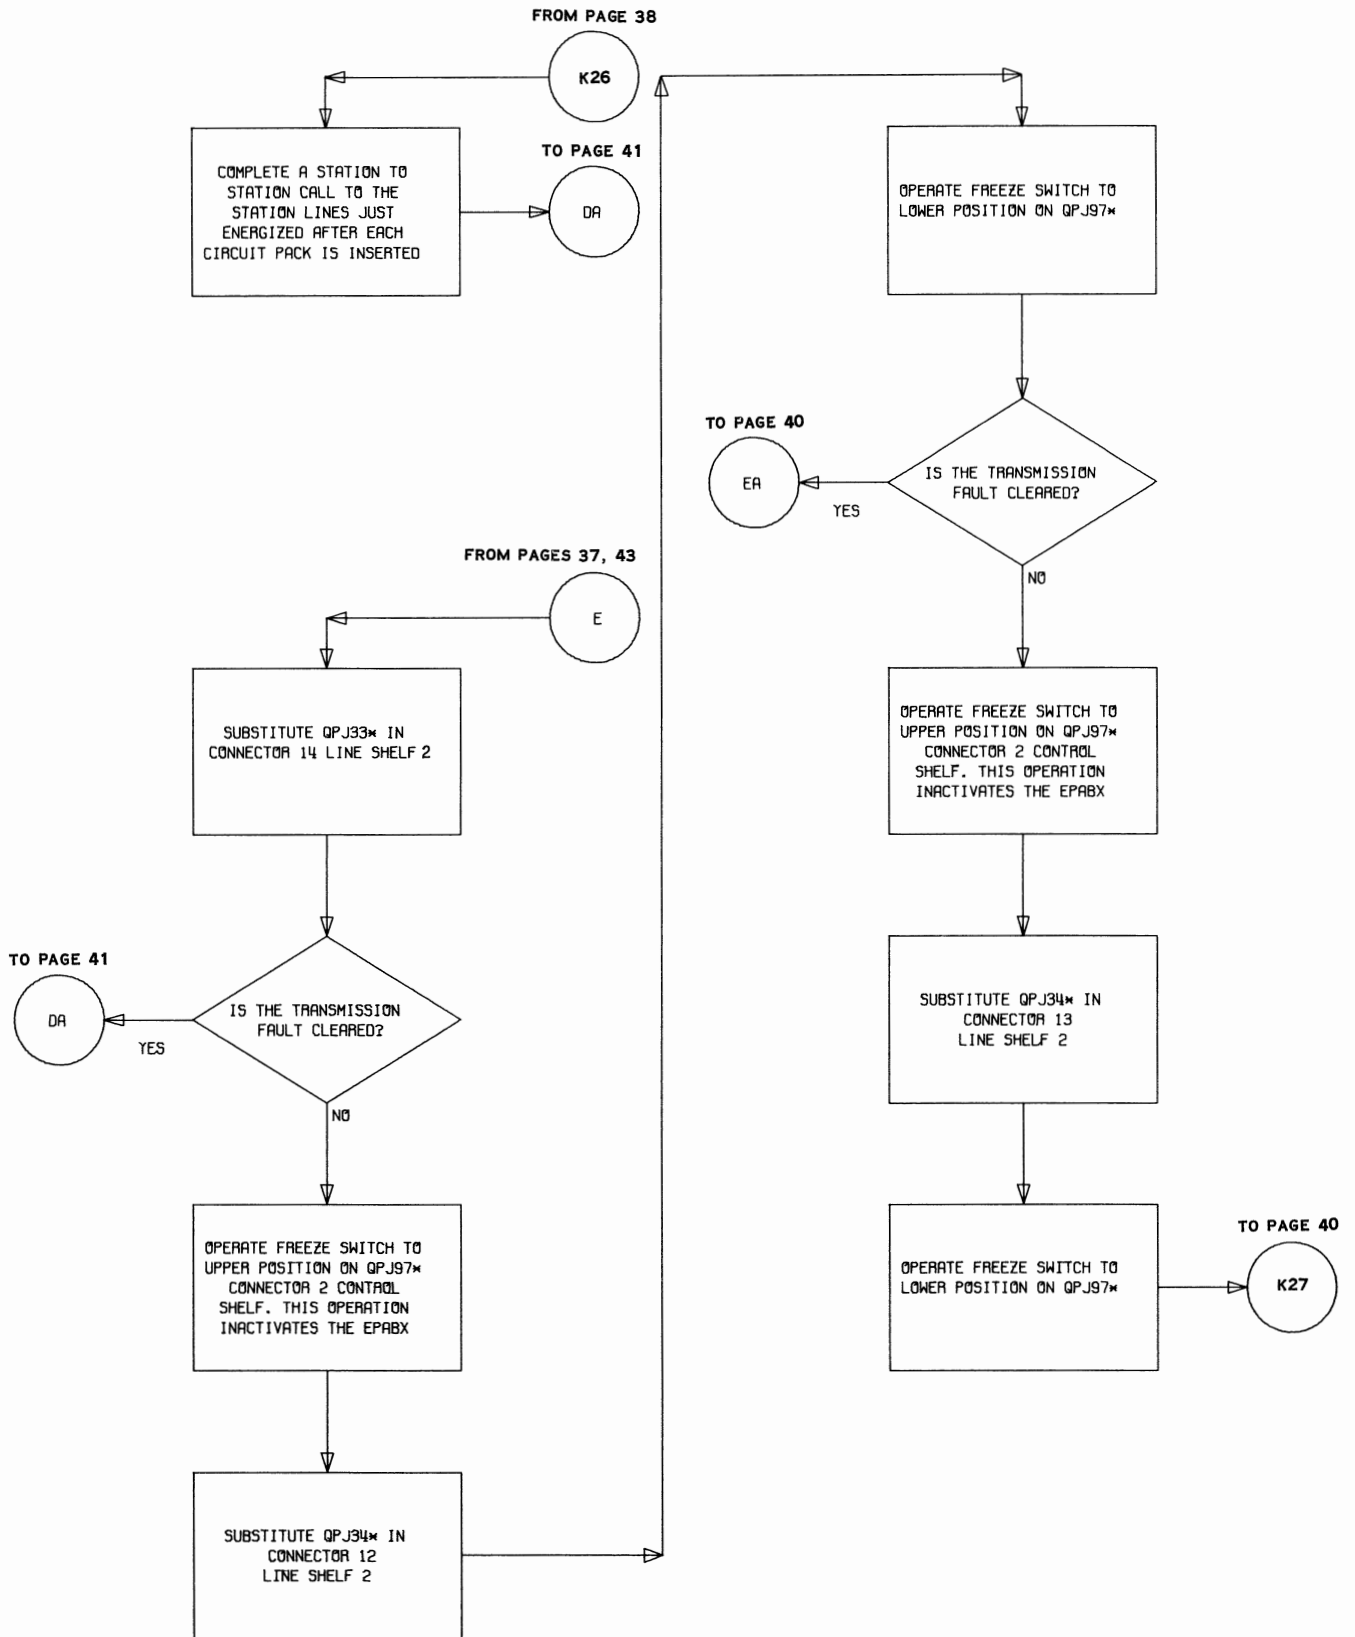 FROM PAGE 38
K26
COMPLETE A STATION TO
STATION CALL TO THE
STATION LINES JUST
ENERGIZED AFTER EACH
CIRCUIT PACK IS INSERTED
TO PAGE 41
DA
FROM PAGES 37, 43
E
SUBSTITUTE QPJ33* IN
CONNECTOR 14 LINE SHELF 2
IS THE TRANSMISSION
FAULT CLEARED?
TO PAGE 41
DA
YES
NO
OPERATE FREEZE SWITCH TO
UPPER POSITION ON QPJ97*
CONNECTOR 2 CONTROL
SHELF. THIS OPERATION
INACTIVATES THE EPABX
SUBSTITUTE QPJ34* IN
CONNECTOR 12
LINE SHELF 2
OPERATE FREEZE SWITCH TO
LOWER POSITION ON QPJ97*
IS THE TRANSMISSION
FAULT CLEARED?
TO PAGE 40
EA
YES
NO
OPERATE FREEZE SWITCH TO
UPPER POSITION ON QPJ97*
CONNECTOR 2 CONTROL
SHELF. THIS OPERATION
INACTIVATES THE EPABX
SUBSTITUTE QPJ34* IN
CONNECTOR 13
LINE SHELF 2
OPERATE FREEZE SWITCH TO
LOWER POSITION ON QPJ97*
TO PAGE 40
K27